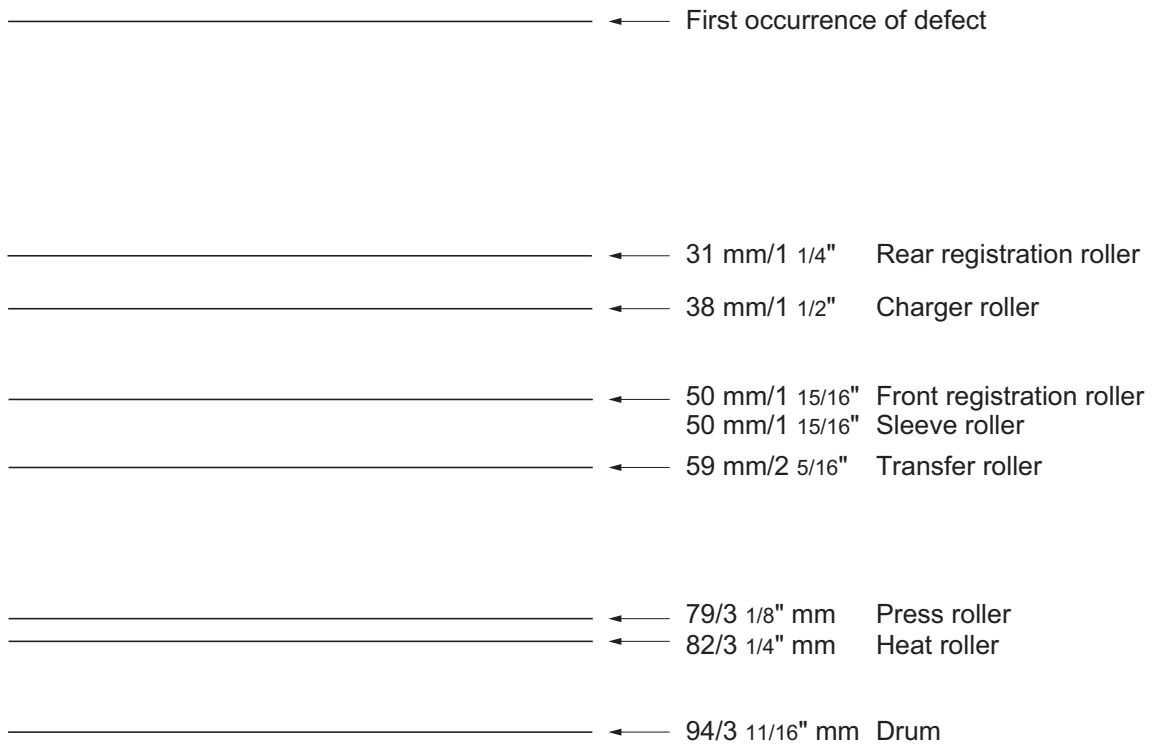 First occurrence of defect
31 mm/1 1/4" Rear registration roller
38 mm/1 1/2" Charger roller
50 mm/1 15/16" Front registration roller
50 mm/1 15/16" Sleeve roller
59 mm/2 5/16" Transfer roller
79/3 1/8" mm Press roller
82/3 1/4" mm Heat roller
94/3 11/16" mm Drum